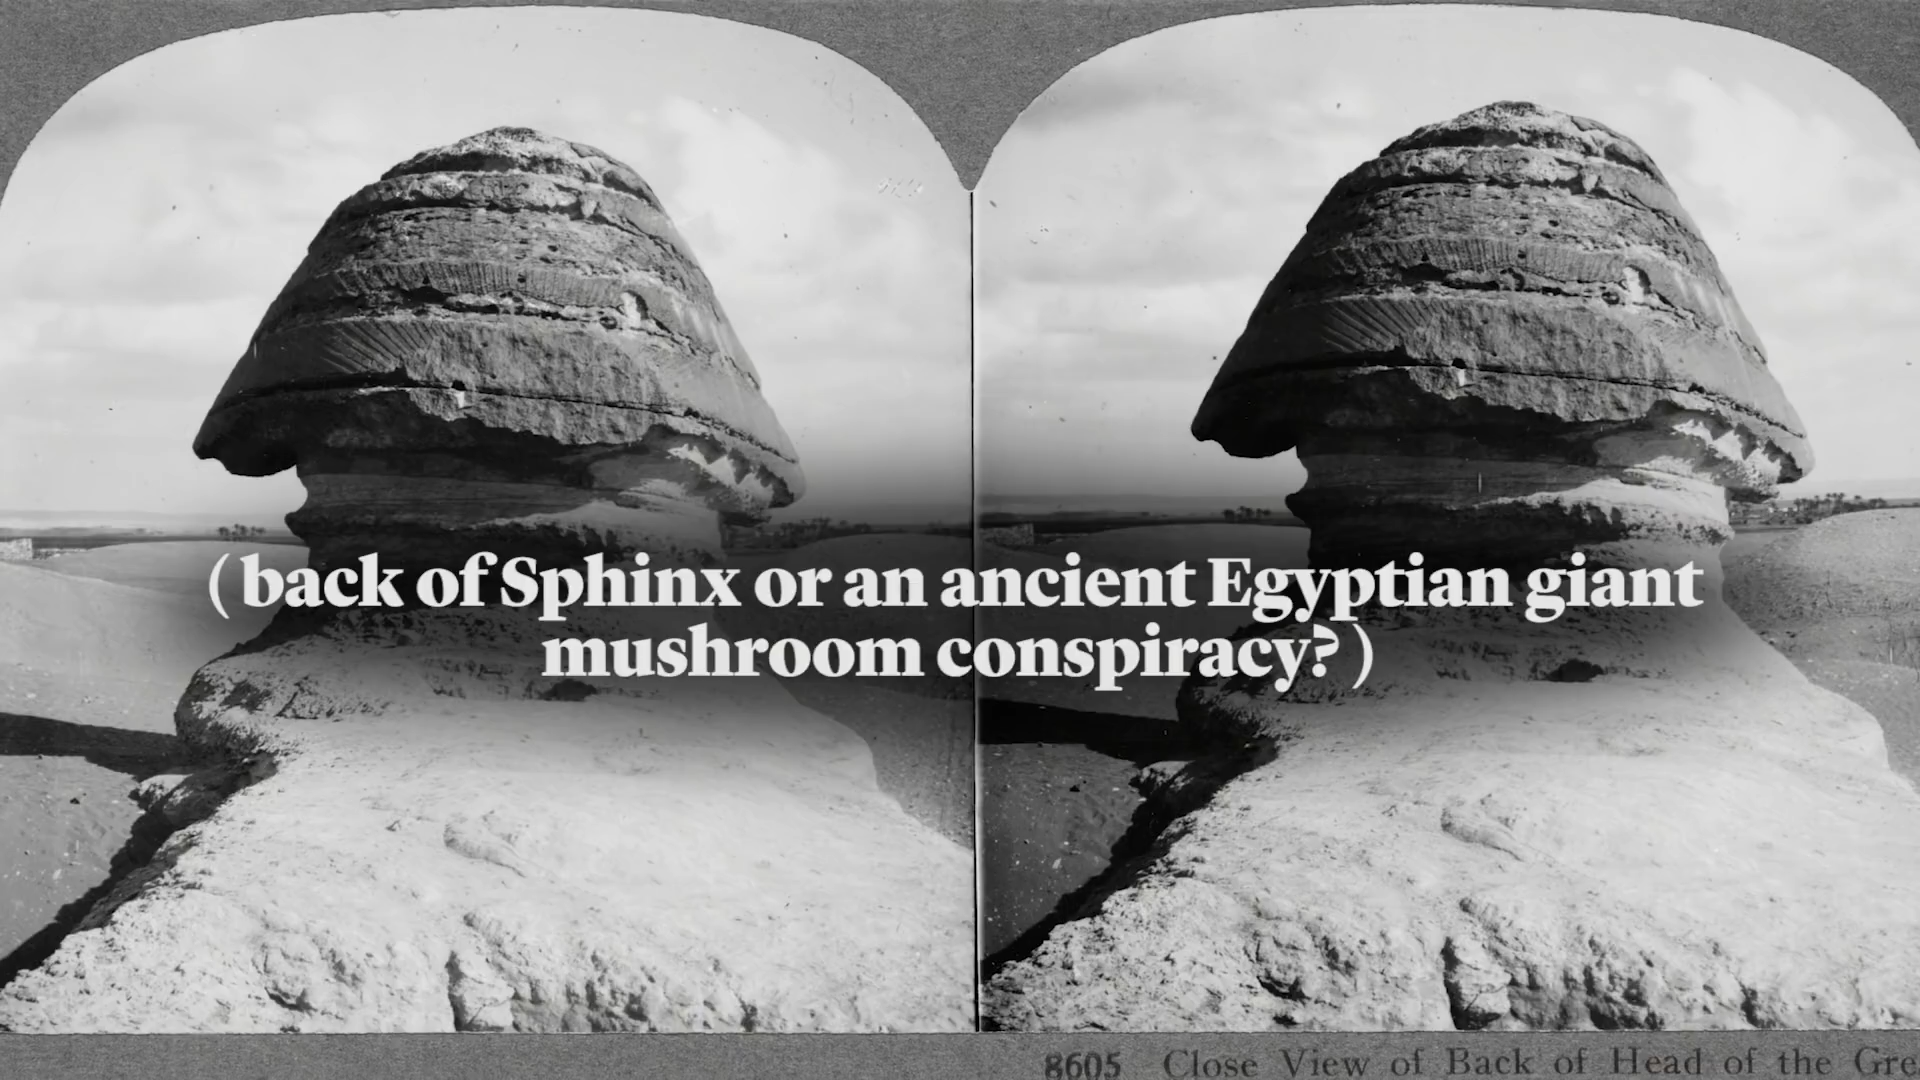 ( back of Sphinx or an ancient Egyptian giant
mushroom conspiracy? )
8605 Close View of Back of Head of the Gre